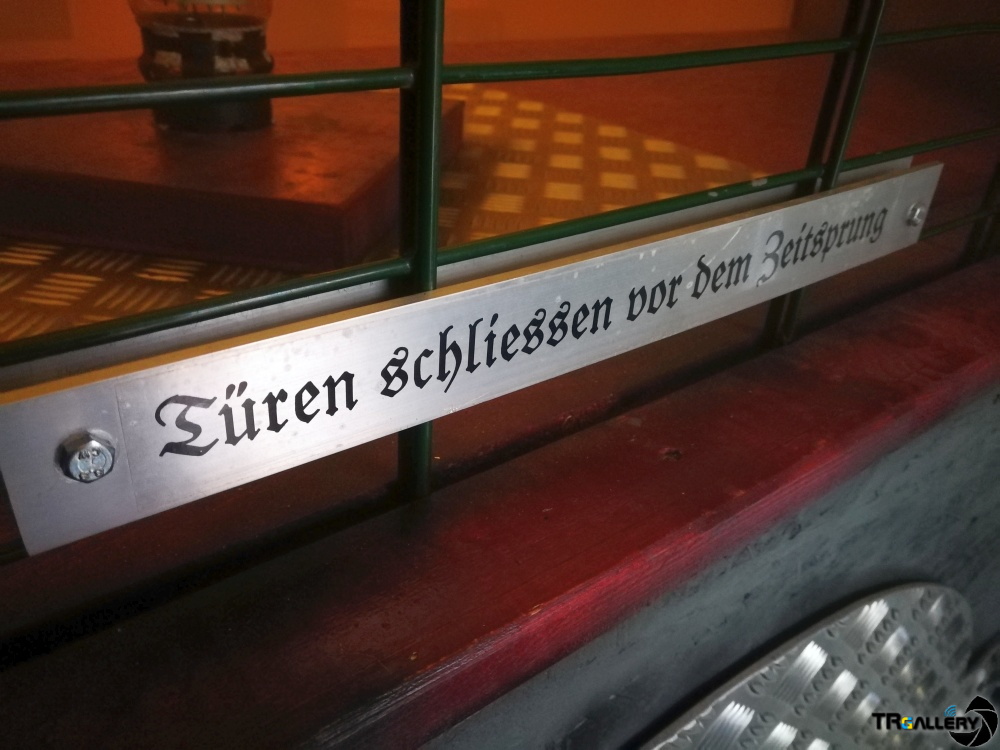 Türen schliessen vor dem Zeitsprung
TRGALLERY